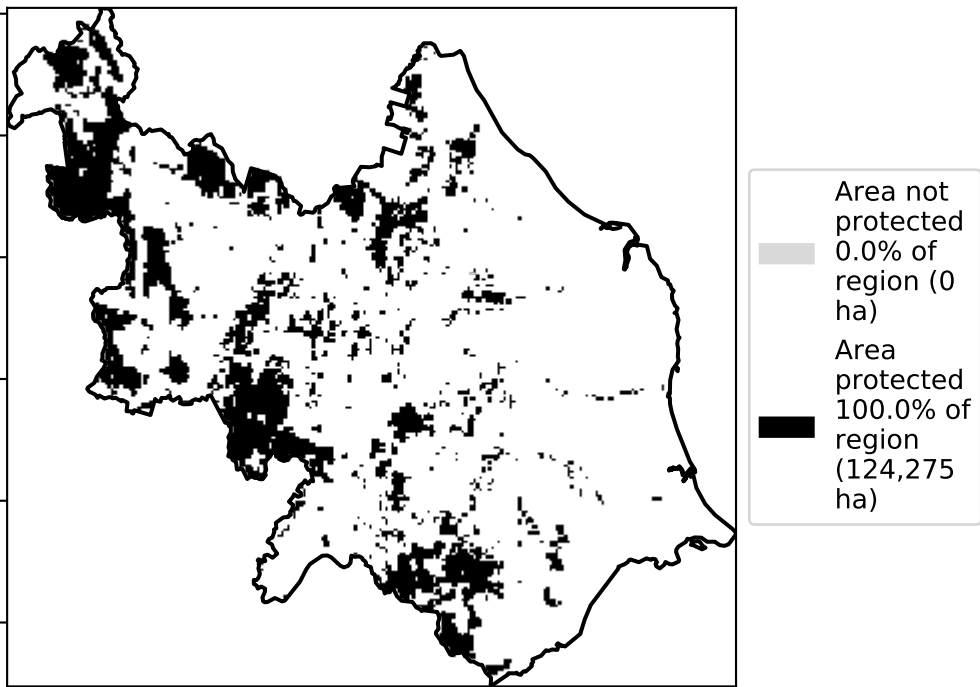 Area not
protected
0.0% of
region (0
ha)
Area
protected
100.0% of
region
(124,275
ha)